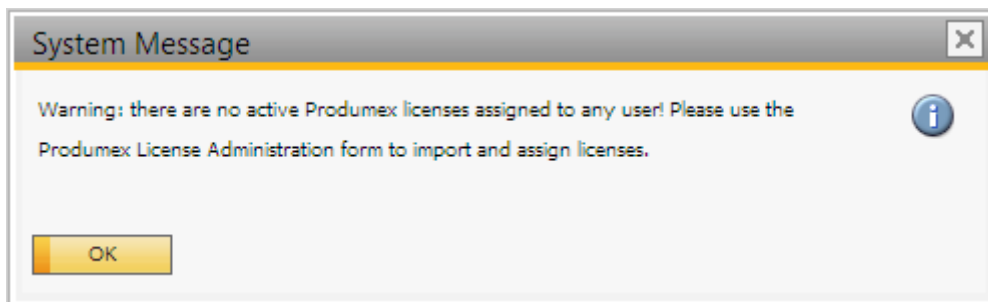 System Message
Warning: there are no active Produmex licenses assigned to any user! Please use the
Produmex License Administration form to import and assign licenses.
OK